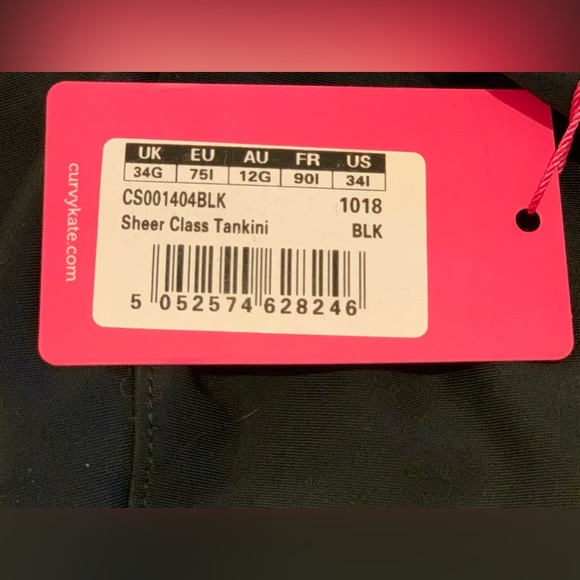 curvykate.com
UK EU AU FR US
34G 75I 12G 90I 34I
CS001404BLK 1018
Sheer Class Tankini BLK
5 052574 628246